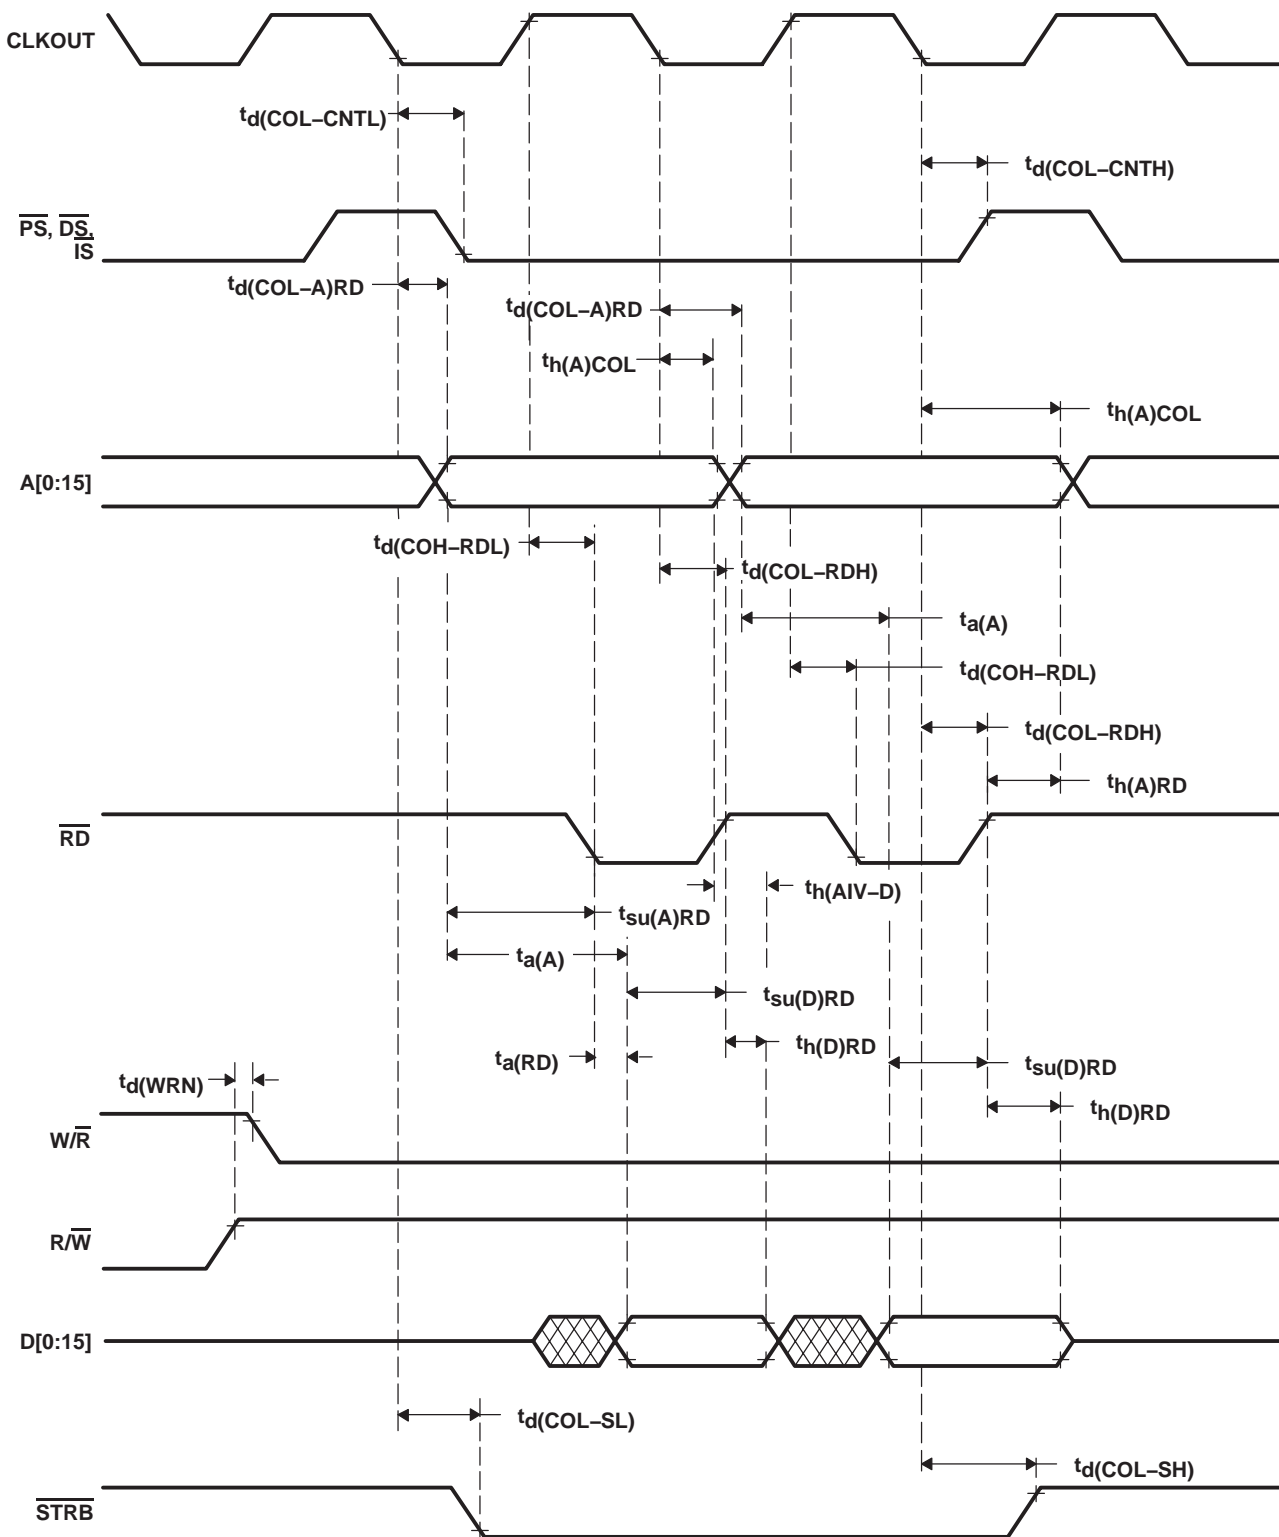 CLKOUT
td(COL–CNTL)
td(COL–CNTH)
PS, DS,
IS
td(COL–A)RD
td(COL–A)RD
th(A)COL
th(A)COL
A[0:15]
td(COH–RDL)
td(COL–RDH)
ta(A)
td(COH–RDL)
td(COL–RDH)
th(A)RD
RD
th(AIV–D)
tsu(A)RD
ta(A)
tsu(D)RD
th(D)RD
ta(RD)
tsu(D)RD
td(WRN)
th(D)RD
W/R
R/W
D[0:15]
td(COL–SL)
td(COL–SH)
STRB